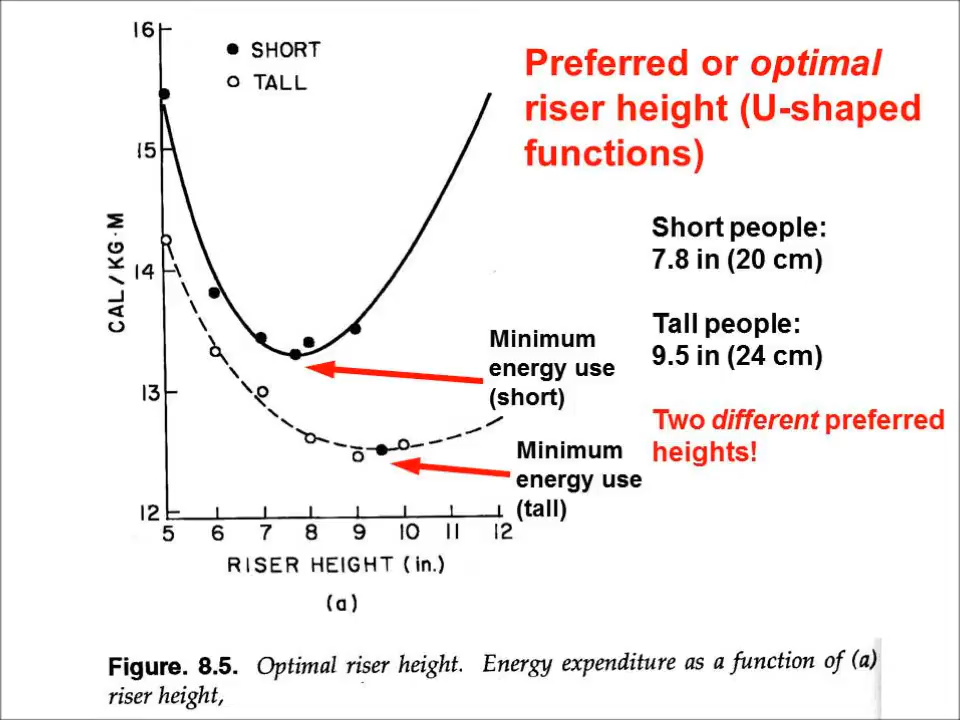 Preferred or optimal
riser height (U-shaped
functions)
16
SHORT
TALL
15
14
13
12
CAL/KG·M
5 6 7 8 9 10 11 12
RISER HEIGHT (in.)
(a)
Minimum
energy use
(short)
Minimum
energy use
(tall)
Short people:
7.8 in (20 cm)
Tall people:
9.5 in (24 cm)
Two different preferred
heights!
Figure. 8.5. Optimal riser height. Energy expenditure as a function of (a)
riser height,